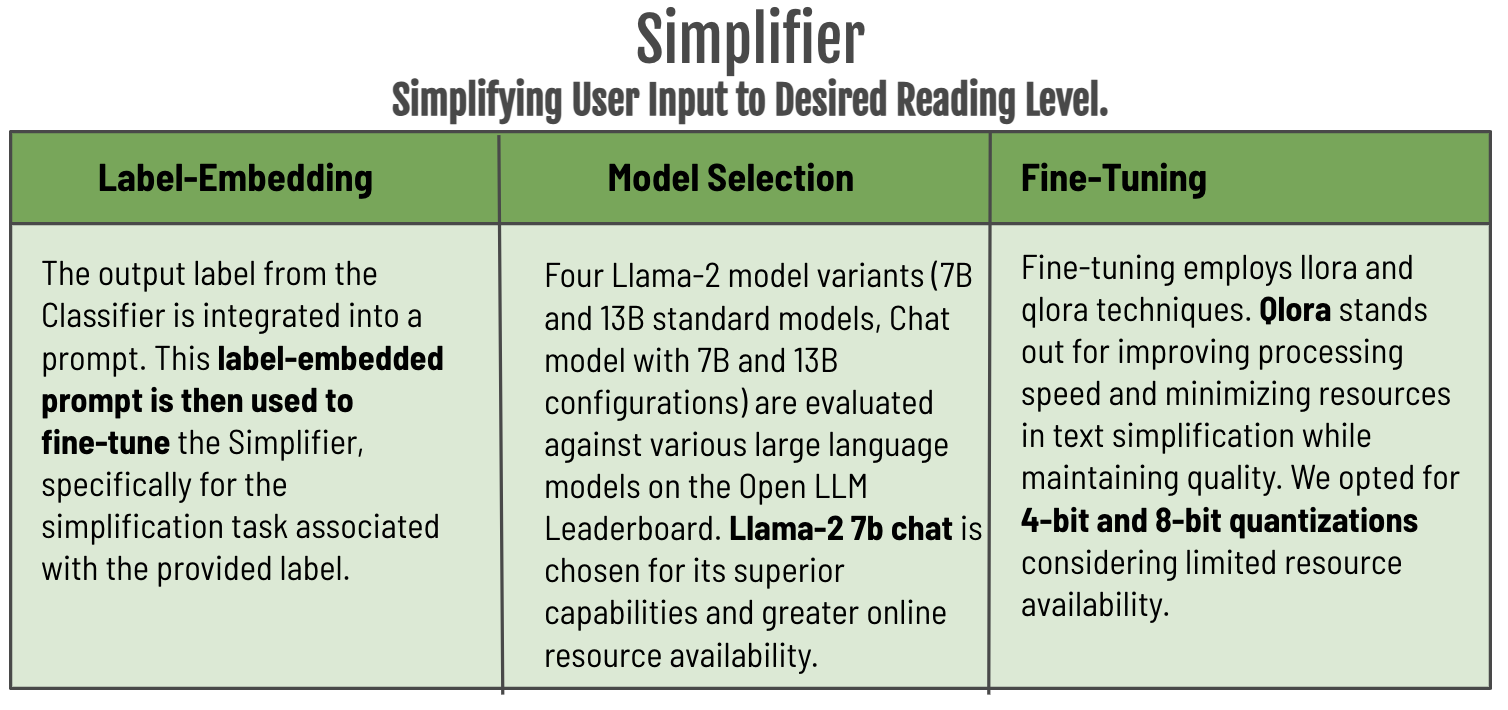 Simplifier
Simplifying User Input to Desired Reading Level.
Label-Embedding
The output label from the
Classifier is integrated into a
prompt. This label-embedded
prompt is then used to
fine-tune the Simplifier,
specifically for the
simplification task associated
with the provided label.
Model Selection
Four Llama-2 model variants (7B
and 13B standard models, Chat
model with 7B and 13B
configurations) are evaluated
against various large language
models on the Open LLM
Leaderboard. Llama-2 7b chat is
chosen for its superior
capabilities and greater online
resource availability.
Fine-Tuning
Fine-tuning employs llora and
qlora techniques. Qlora stands
out for improving processing
speed and minimizing resources
in text simplification while
maintaining quality. We opted for
4-bit and 8-bit quantizations
considering limited resource
availability.